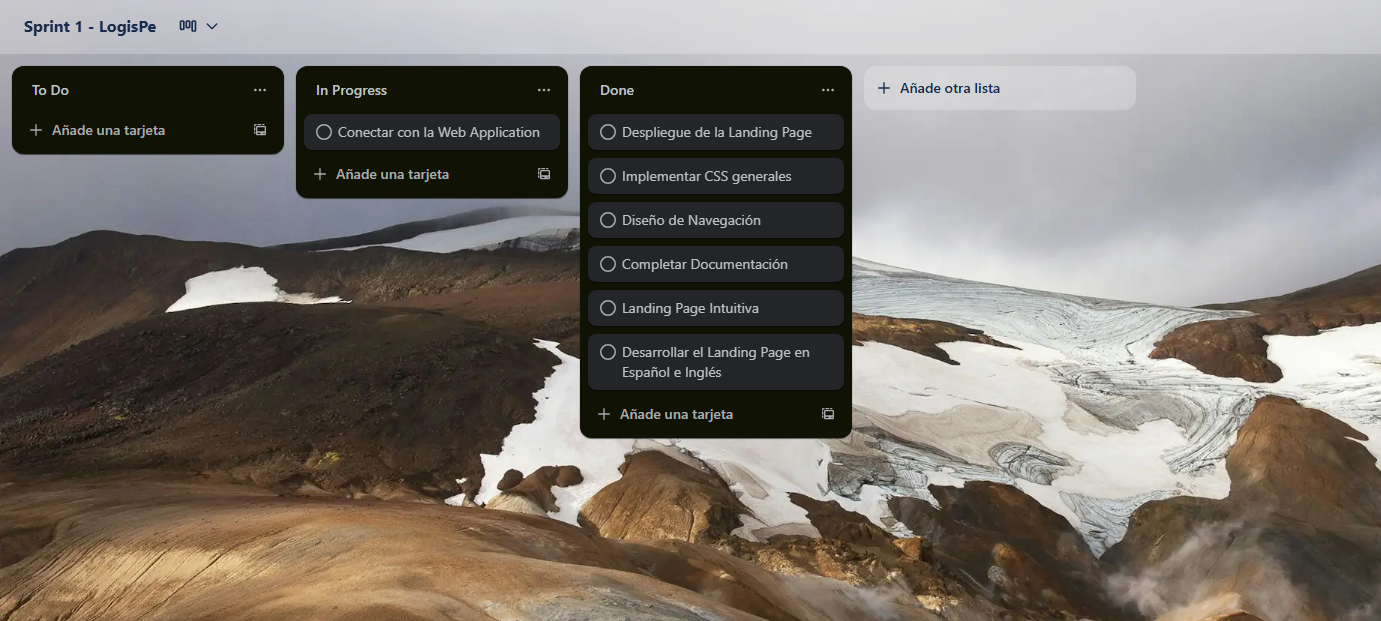 Sprint 1 - LogisPe
To Do
Añade una tarjeta
In Progress
Conectar con la Web Application
Añade una tarjeta
Done
Despliegue de la Landing Page
Implementar CSS generales
Diseño de Navegación
Completar Documentación
Landing Page Intuitiva
Desarrollar el Landing Page en
Español e Inglés
Añade una tarjeta
Añade otra lista